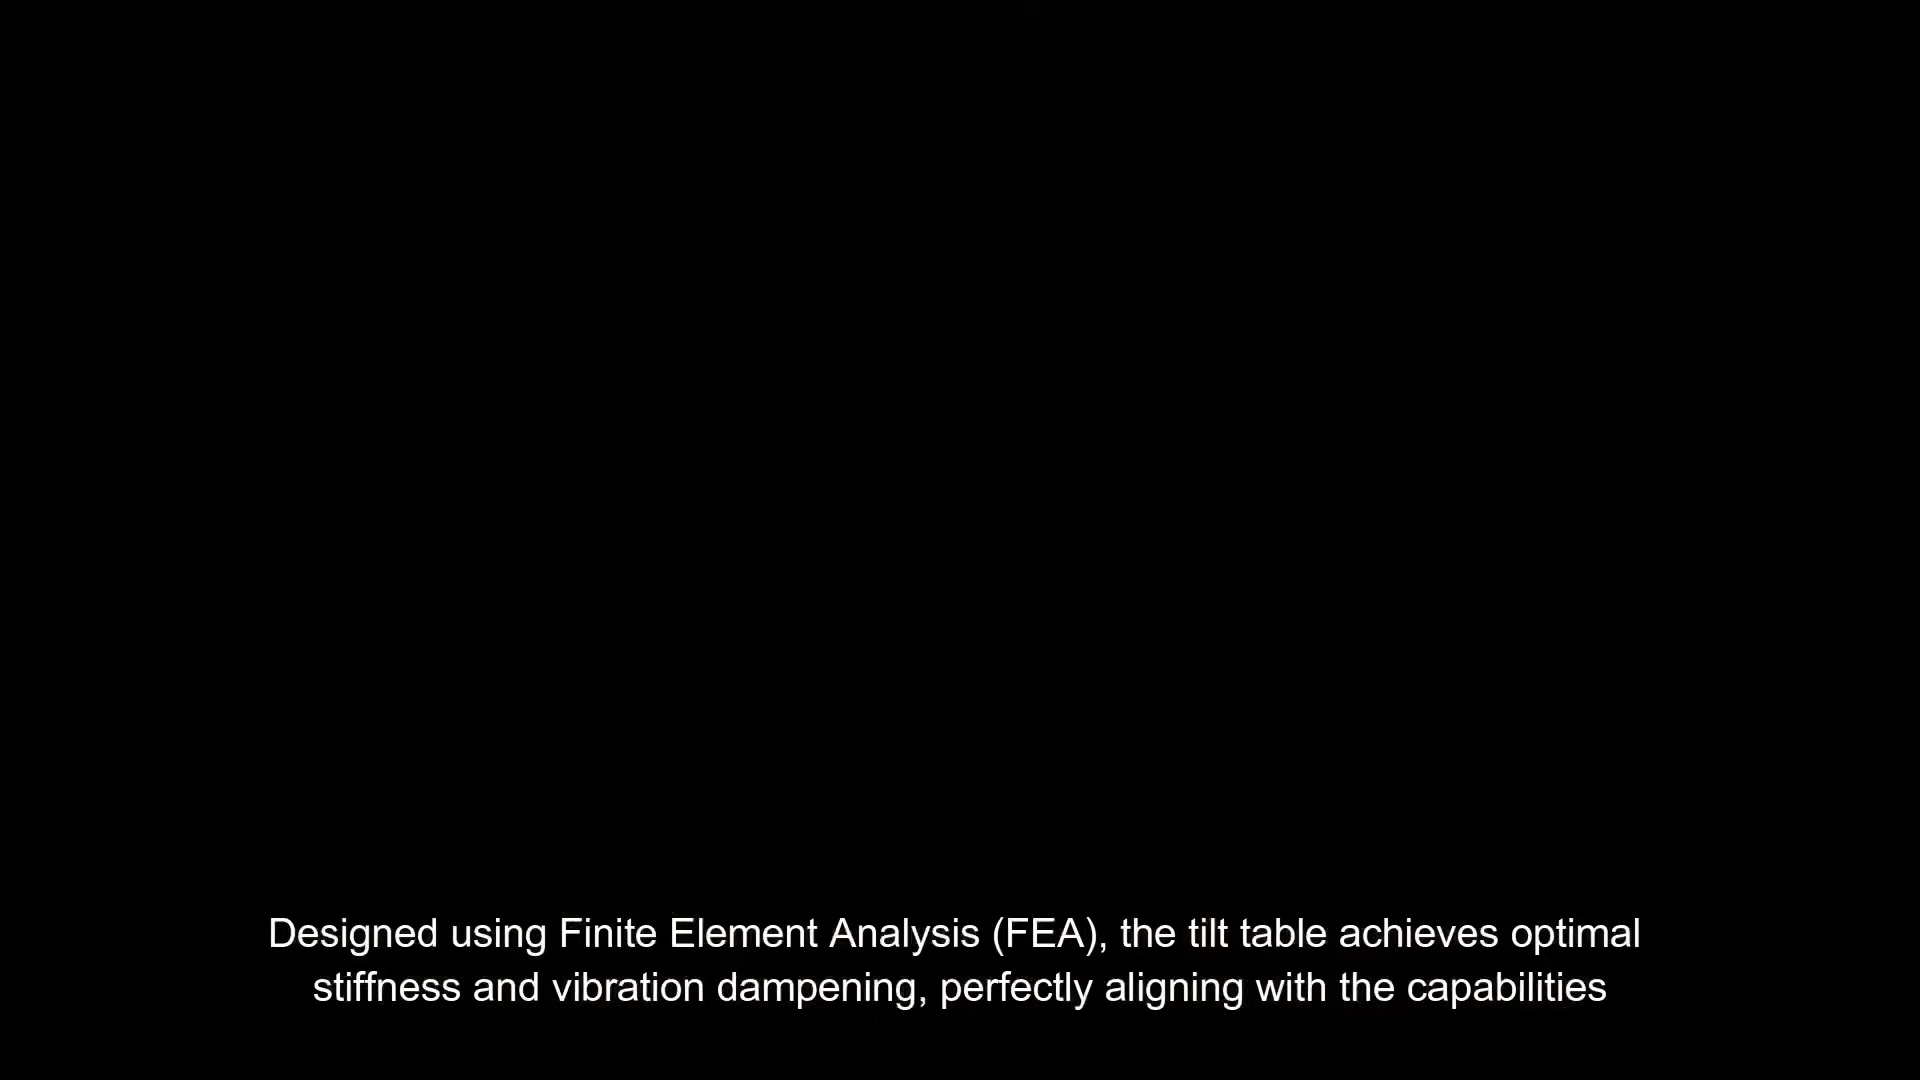 Designed using Finite Element Analysis (FEA), the tilt table achieves optimal
stiffness and vibration dampening, perfectly aligning with the capabilities